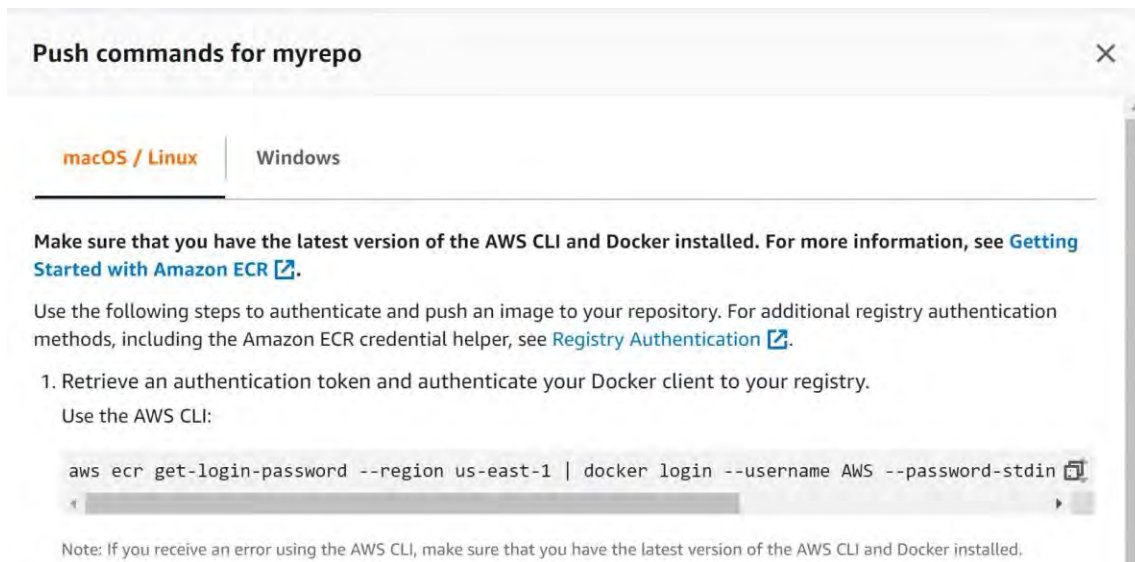 Push commands for myrepo
macOS / Linux
Windows
Make sure that you have the latest version of the AWS CLI and Docker installed. For more information, see Getting
Started with Amazon ECR.
Use the following steps to authenticate and push an image to your repository. For additional registry authentication
methods, including the Amazon ECR credential helper, see Registry Authentication.
1. Retrieve an authentication token and authenticate your Docker client to your registry.
Use the AWS CLI:
aws ecr get-login-password --region us-east-1 | docker login --username AWS --password-stdin
Note: If you receive an error using the AWS CLI, make sure that you have the latest version of the AWS CLI and Docker installed.